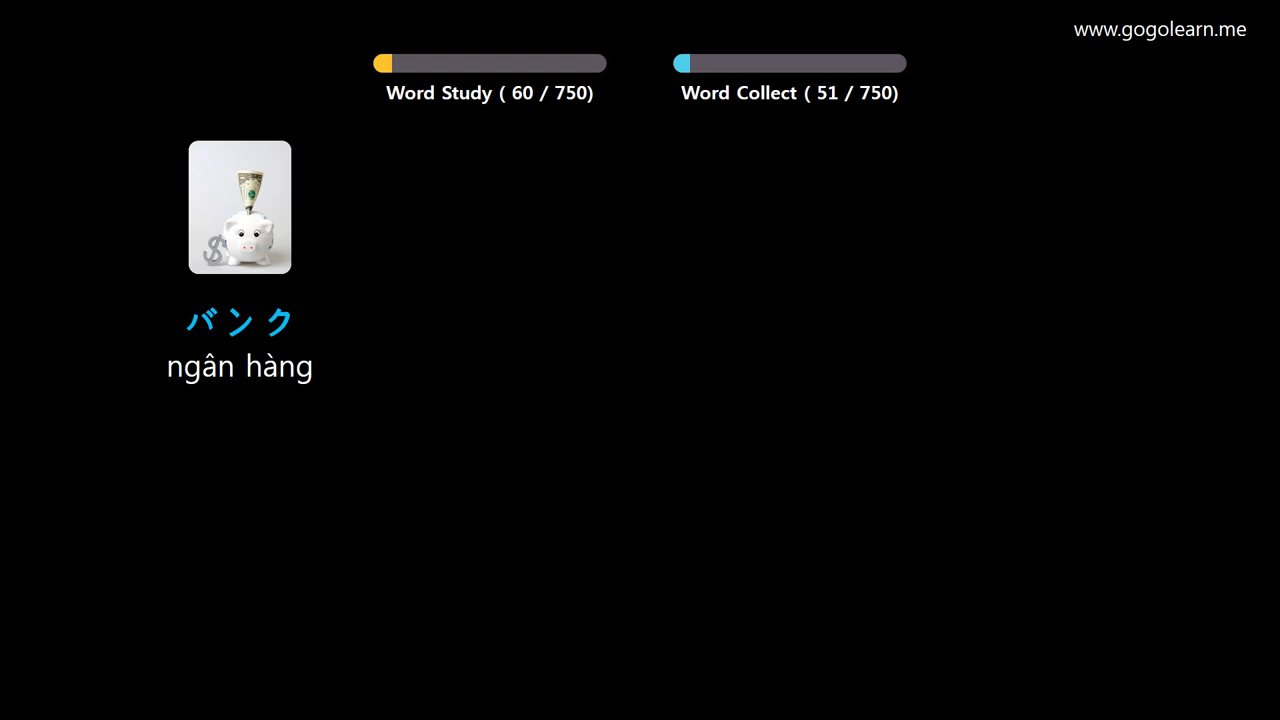 www.gogolearn.me
Word Study ( 60 / 750)
Word Collect ( 51 / 750)
バンク
ngân hàng